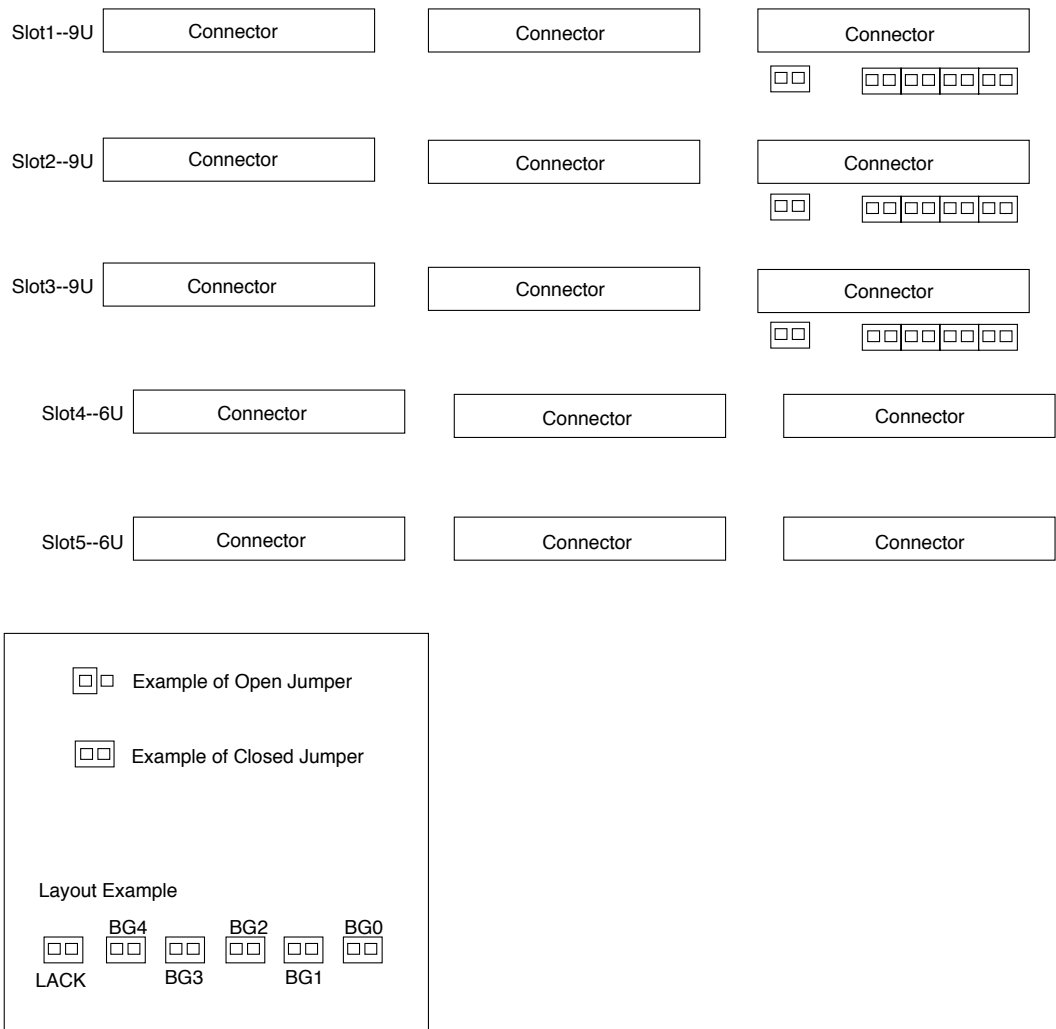 Slot1--9U Connector Connector Connector
Slot2--9U Connector Connector Connector
Slot3--9U Connector Connector Connector
Slot4--6U Connector Connector Connector
Slot5--6U Connector Connector Connector
Example of Open Jumper
Example of Closed Jumper
Layout Example
BG4 BG2 BG0
LACK BG3 BG1